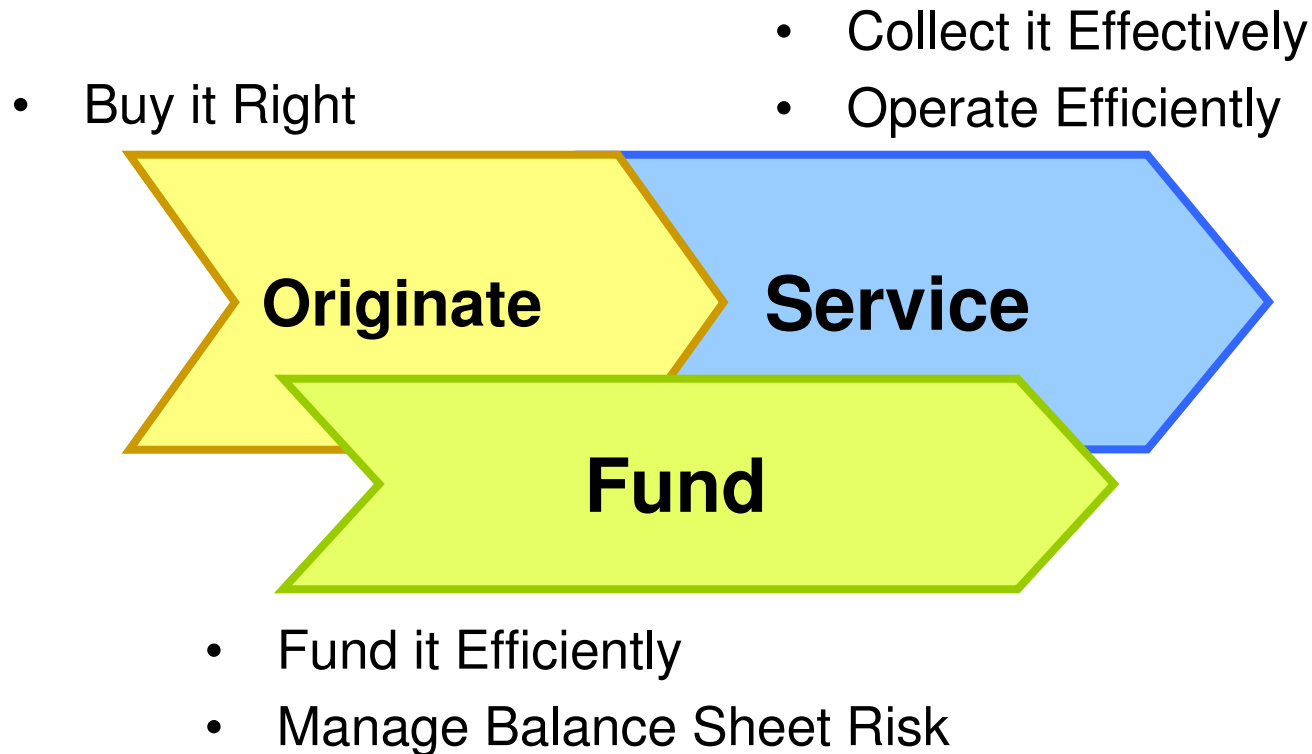 • Collect it Effectively
• Buy it Right
• Operate Efficiently
Originate
Service
Fund
• Fund it Efficiently
• Manage Balance Sheet Risk